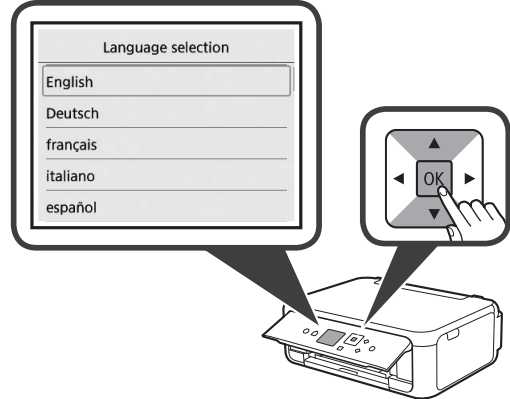 Language selection
English
Deutsch
français
italiano
español
OK